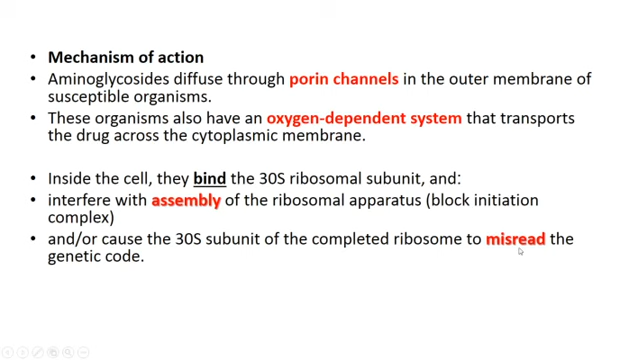 • Mechanism of action
• Aminoglycosides diffuse through porin channels in the outer membrane of
susceptible organisms.
• These organisms also have an oxygen-dependent system that transports
the drug across the cytoplasmic membrane.
• Inside the cell, they bind the 30S ribosomal subunit, and:
• interfere with assembly of the ribosomal apparatus (block initiation
complex)
• and/or cause the 30S subunit of the completed ribosome to misread the
genetic code.